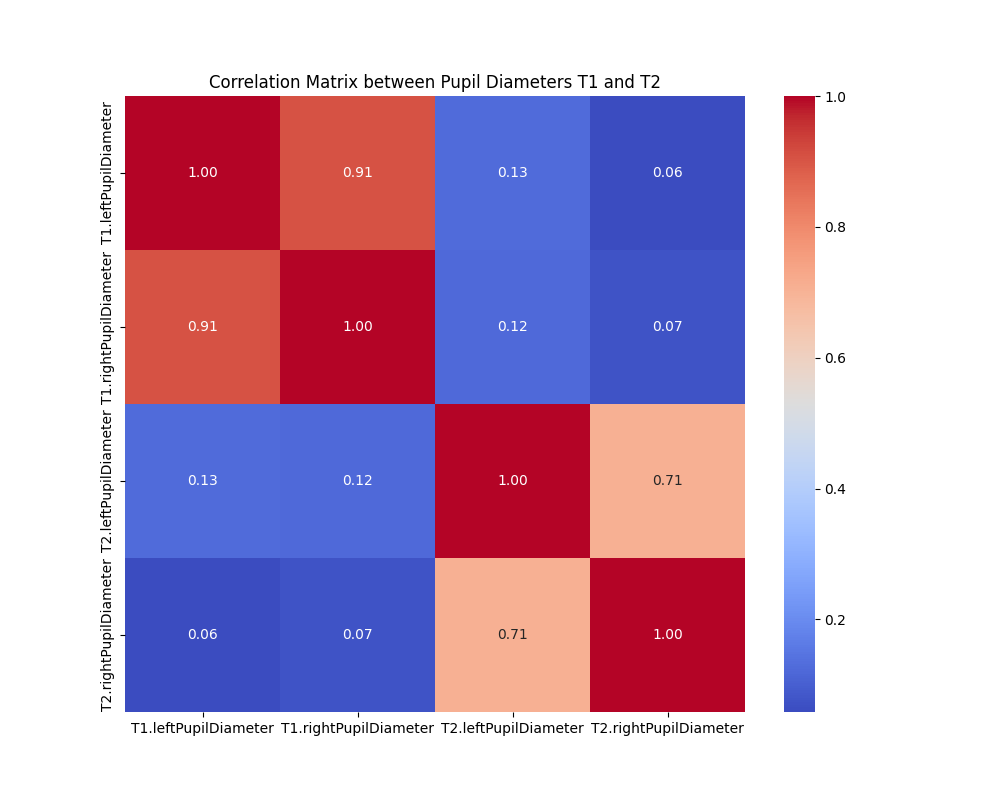 Correlation Matrix between Pupil Diameters T1 and T2
T1.leftPupilDiameter
1.00 0.91 0.13 0.06
T1.rightPupilDiameter
0.91 1.00 0.12 0.07
T2.leftPupilDiameter
0.13 0.12 1.00 0.71
T2.rightPupilDiameter
0.06 0.07 0.71 1.00
T1.leftPupilDiameter T1.rightPupilDiameter T2.leftPupilDiameter T2.rightPupilDiameter
1.0
0.8
0.6
0.4
0.2